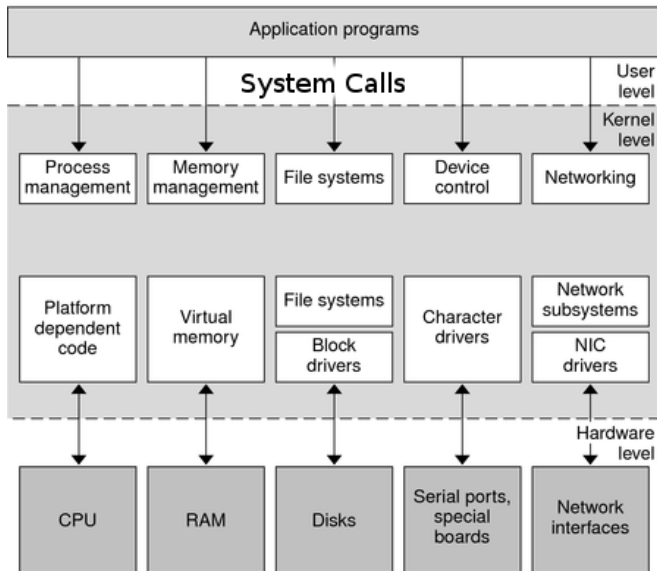 Application programs
System Calls
User
level
Kernel
level
Process
management
Memory
management
File systems
Device
control
Networking
Platform
dependent
code
Virtual
memory
File systems
Block
drivers
Character
drivers
Network
subsystems
NIC
drivers
Hardware
level
CPU
RAM
Disks
Serial ports,
special
boards
Network
interfaces